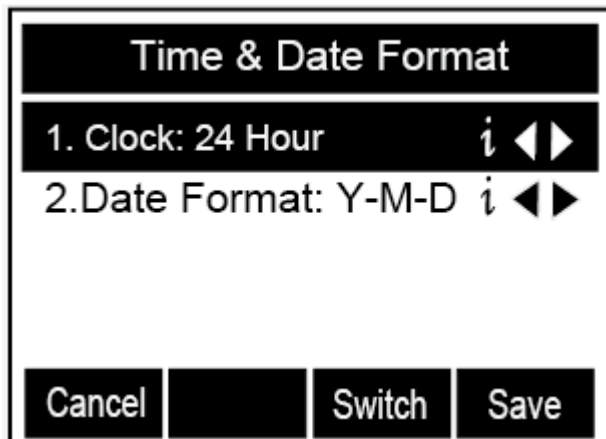 Time & Date Format
1. Clock: 24 Hour i
2.Date Format: Y-M-D i
Cancel Switch Save